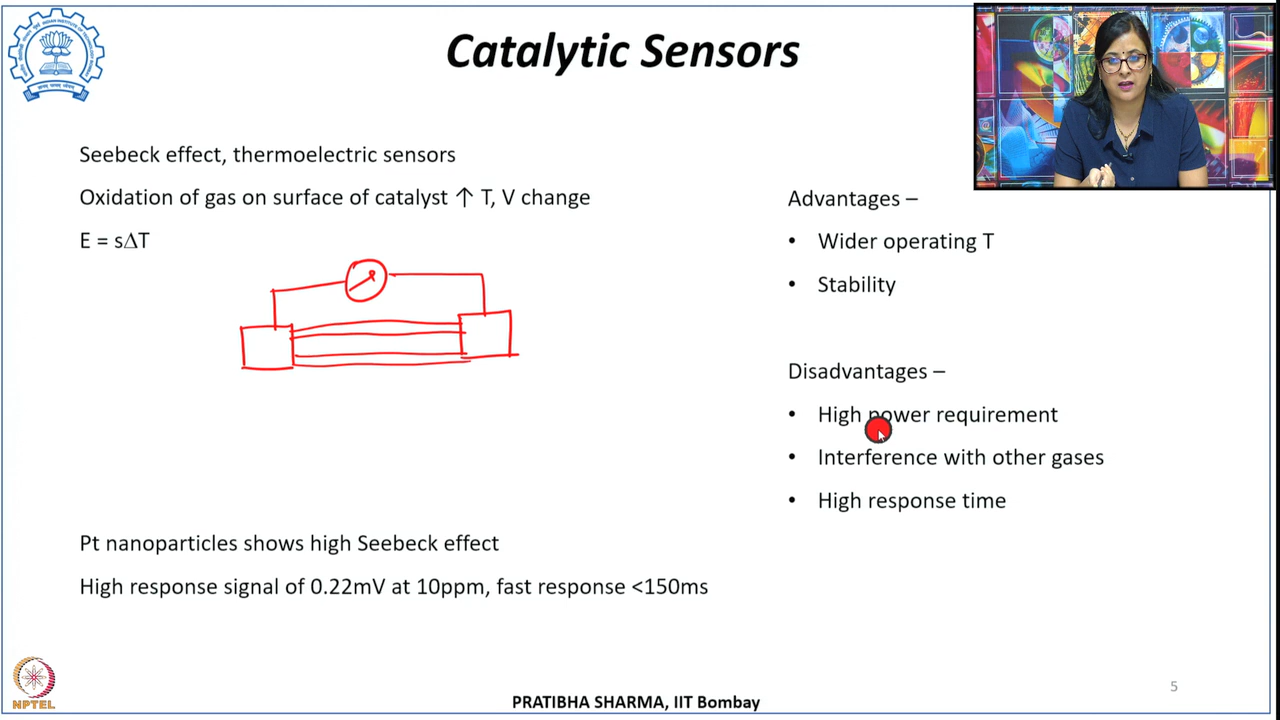 Catalytic Sensors
Seebeck effect, thermoelectric sensors
Oxidation of gas on surface of catalyst ↑ T, V change
E = s∆T
Pt nanoparticles shows high Seebeck effect
High response signal of 0.22mV at 10ppm, fast response <150ms
Advantages –
• Wider operating T
• Stability
Disadvantages –
• High power requirement
• Interference with other gases
• High response time
NPTEL
PRATIBHA SHARMA, IIT Bombay
5